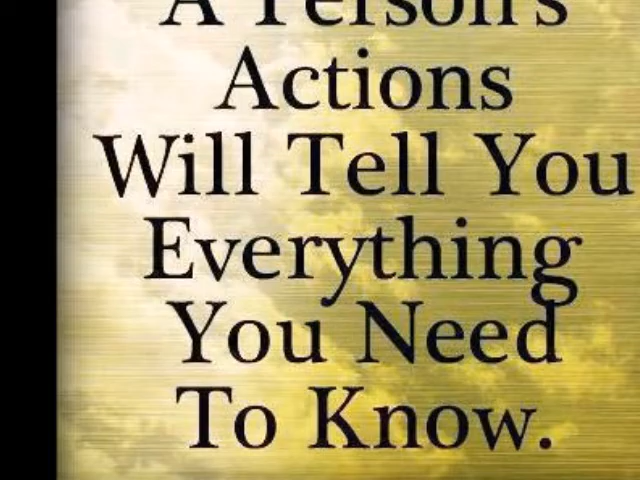 A Person's
Actions
Will Tell You
Everything
You Need
To Know.